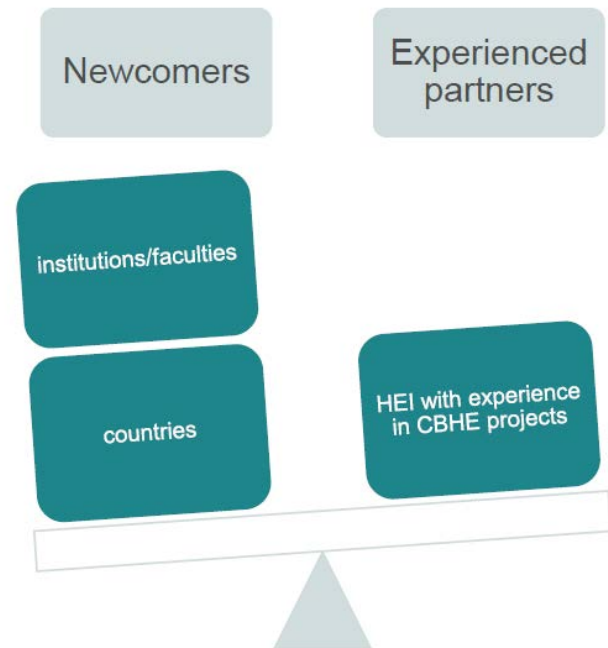 Newcomers
Experienced
partners
institutions/faculties
countries
HEI with experience
in CBHE projects